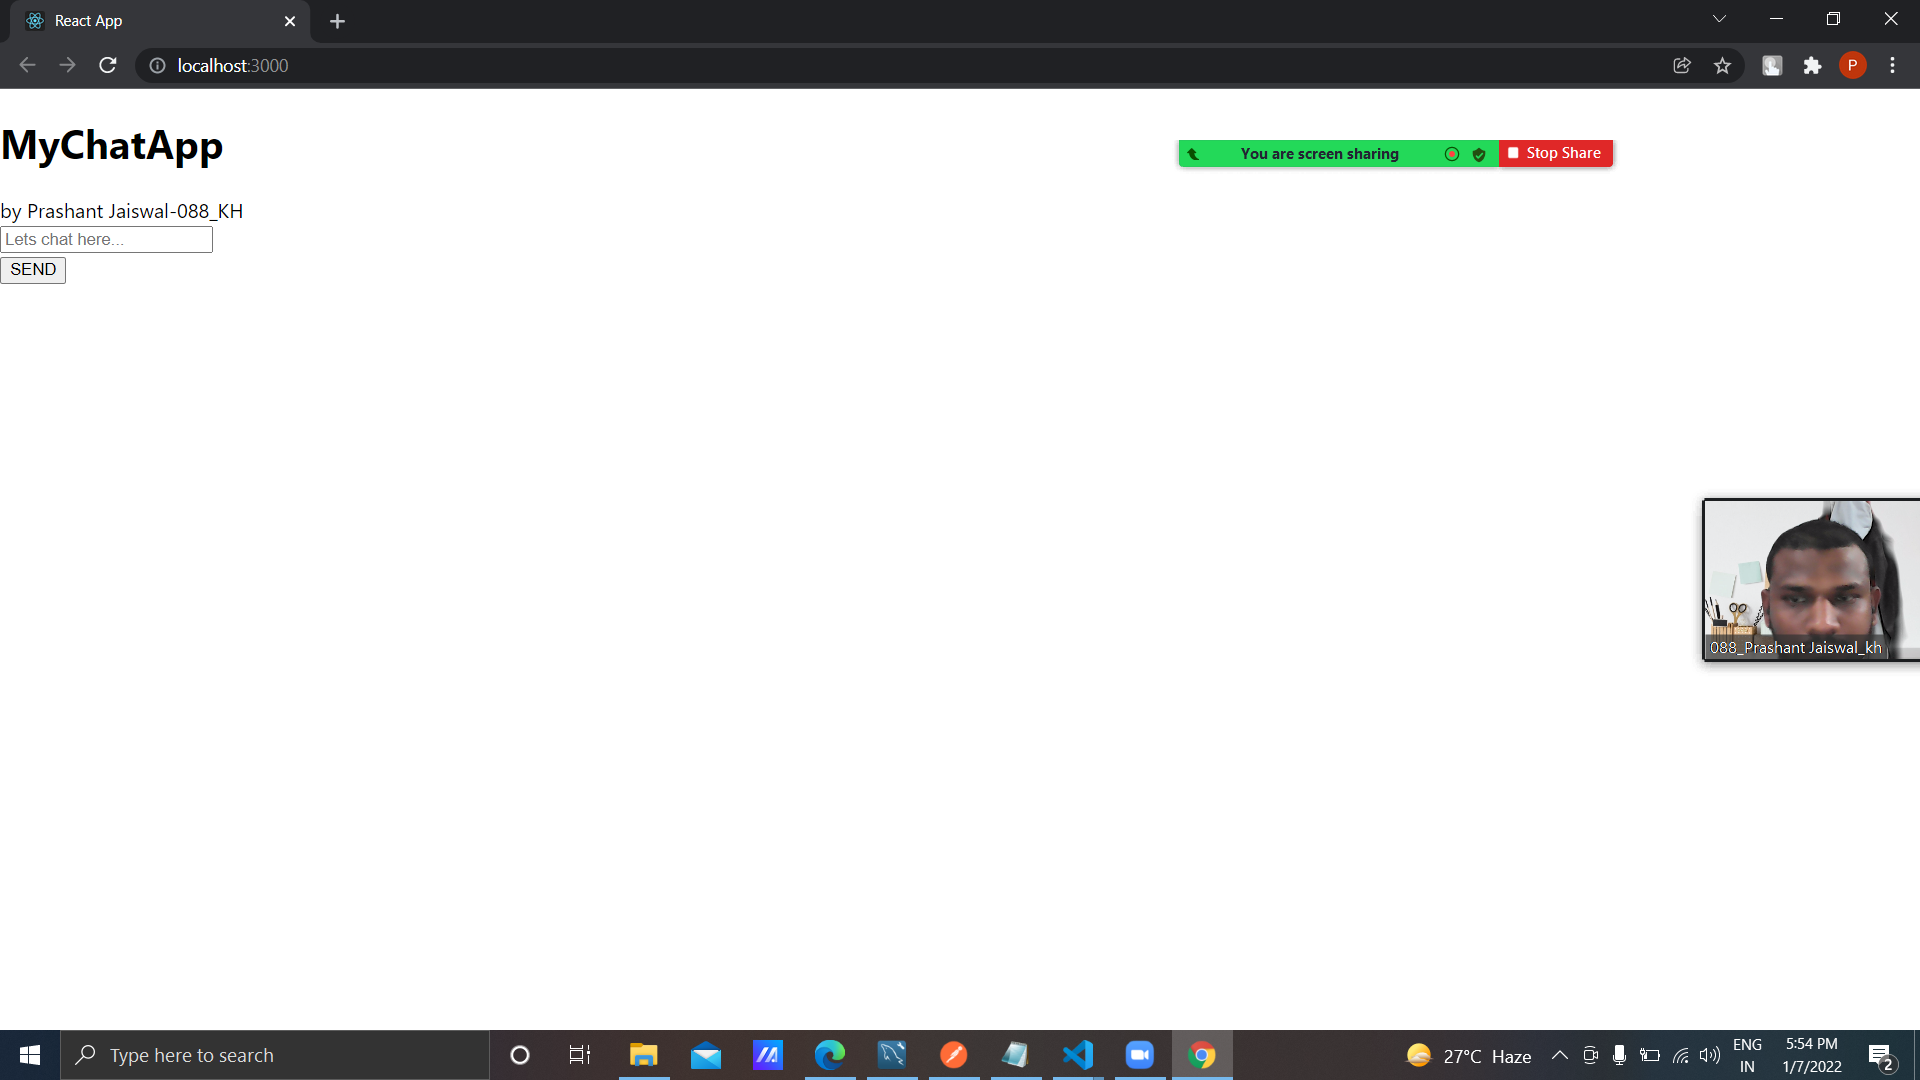 React App
localhost:3000
MyChatApp
You are screen sharing
Stop Share
by Prashant Jaiswal-088_KH
Lets chat here...
SEND
088_Prashant Jaiswal_kh
Type here to search
27°C Haze
ENG
IN
5:54 PM
1/7/2022
2
P